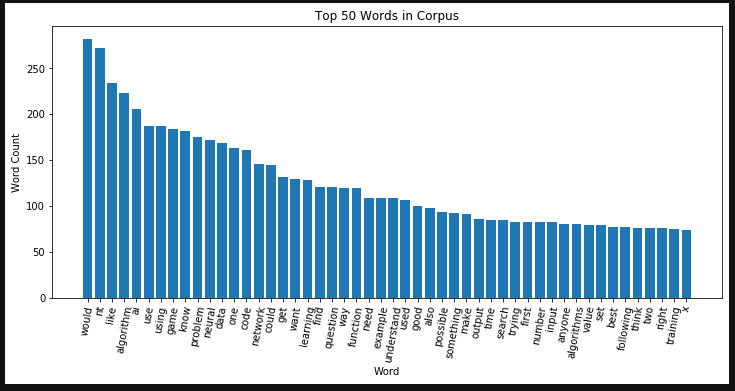 Top 50 Words in Corpus
Word Count
250
200
150
100
50
0
would
nt
like
algorithm
ai
use
using
game
know
problem
neural
data
one
code
network
could
get
want
learning
find
question
way
function
need
example
understand
used
good
also
possible
something
make
output
time
search
trying
first
number
input
anyone
algorithms
value
set
best
following
think
two
right
training
x
Word